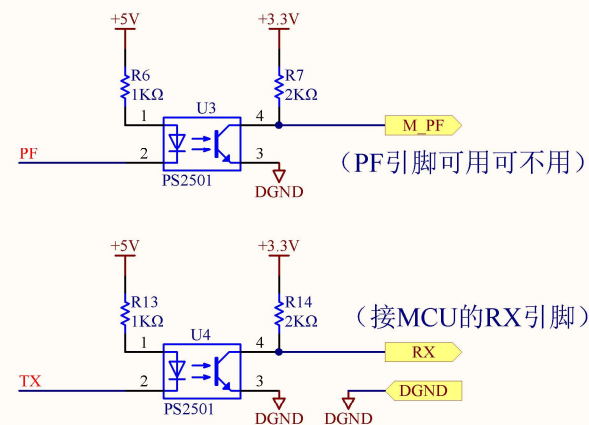 +5V
+3.3V
R6
1KΩ
R7
2KΩ
U3
1
4
M_PF
PF
2
3
（PF引脚可用可不用）
PS2501
DGND
+5V
+3.3V
R13
1KΩ
R14
2KΩ
（接MCU的RX引脚）
U4
1
4
RX
TX
2
3
DGND
PS2501
DGND
DGND